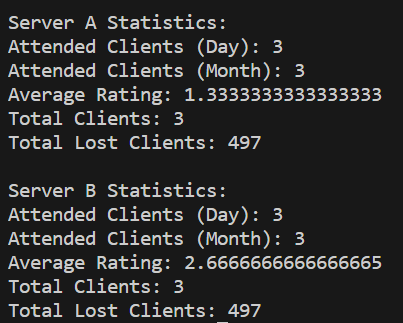 Server A Statistics:
Attended Clients (Day): 3
Attended Clients (Month): 3
Average Rating: 1.3333333333333333
Total Clients: 3
Total Lost Clients: 497

Server B Statistics:
Attended Clients (Day): 3
Attended Clients (Month): 3
Average Rating: 2.6666666666666665
Total Clients: 3
Total Lost Clients: 497